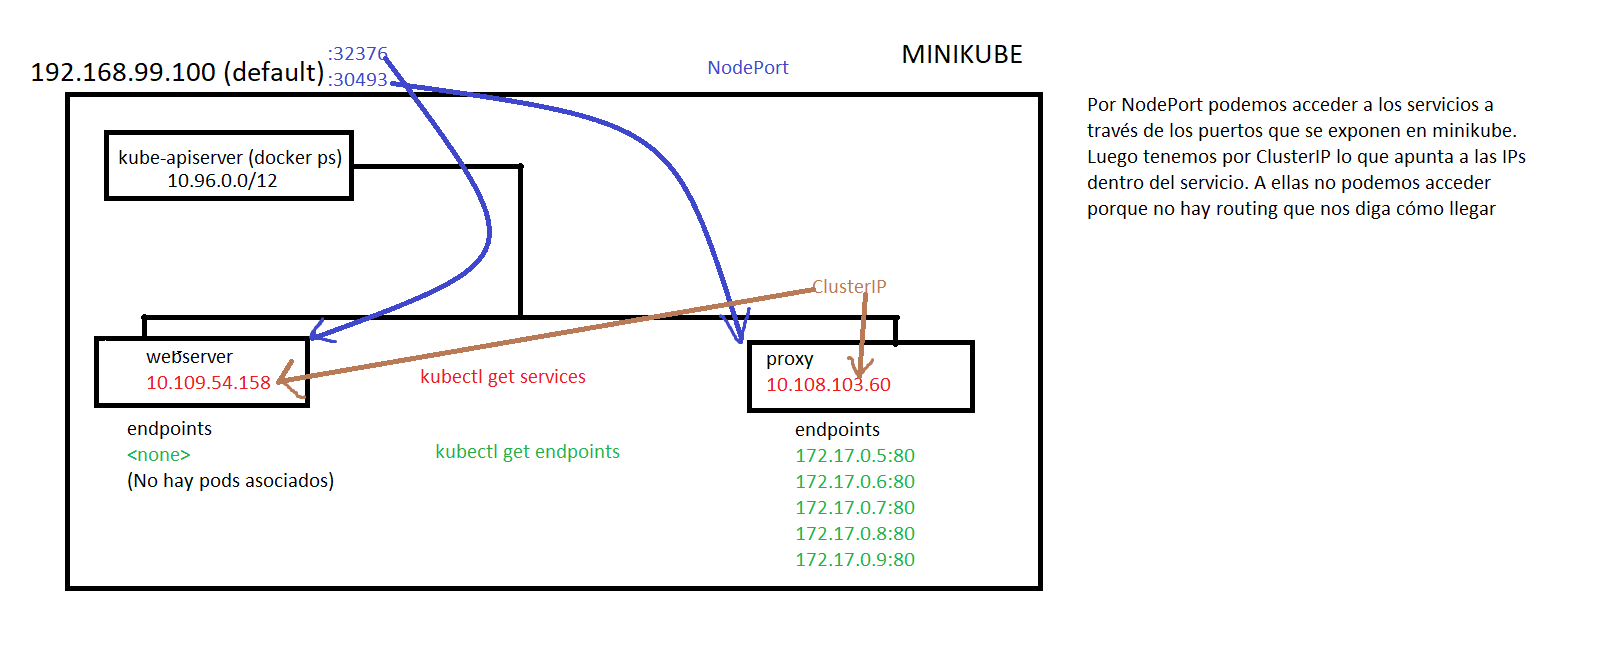 :32376
MINIKUBE
192.168.99.100 (default)
:30493
NodePort
kube-apiserver (docker ps)
10.96.0.0/12
Por NodePort podemos acceder a los servicios a
través de los puertos que se exponen en minikube.
Luego tenemos por ClusterIP lo que apunta a las IPs
dentro del servicio. A ellas no podemos acceder
porque no hay routing que nos diga cómo llegar
ClusterIP
webserver
10.109.54.158
kubectl get services
proxy
10.108.103.60
endpoints
<none>
(No hay pods asociados)
kubectl get endpoints
endpoints
172.17.0.5:80
172.17.0.6:80
172.17.0.7:80
172.17.0.8:80
172.17.0.9:80